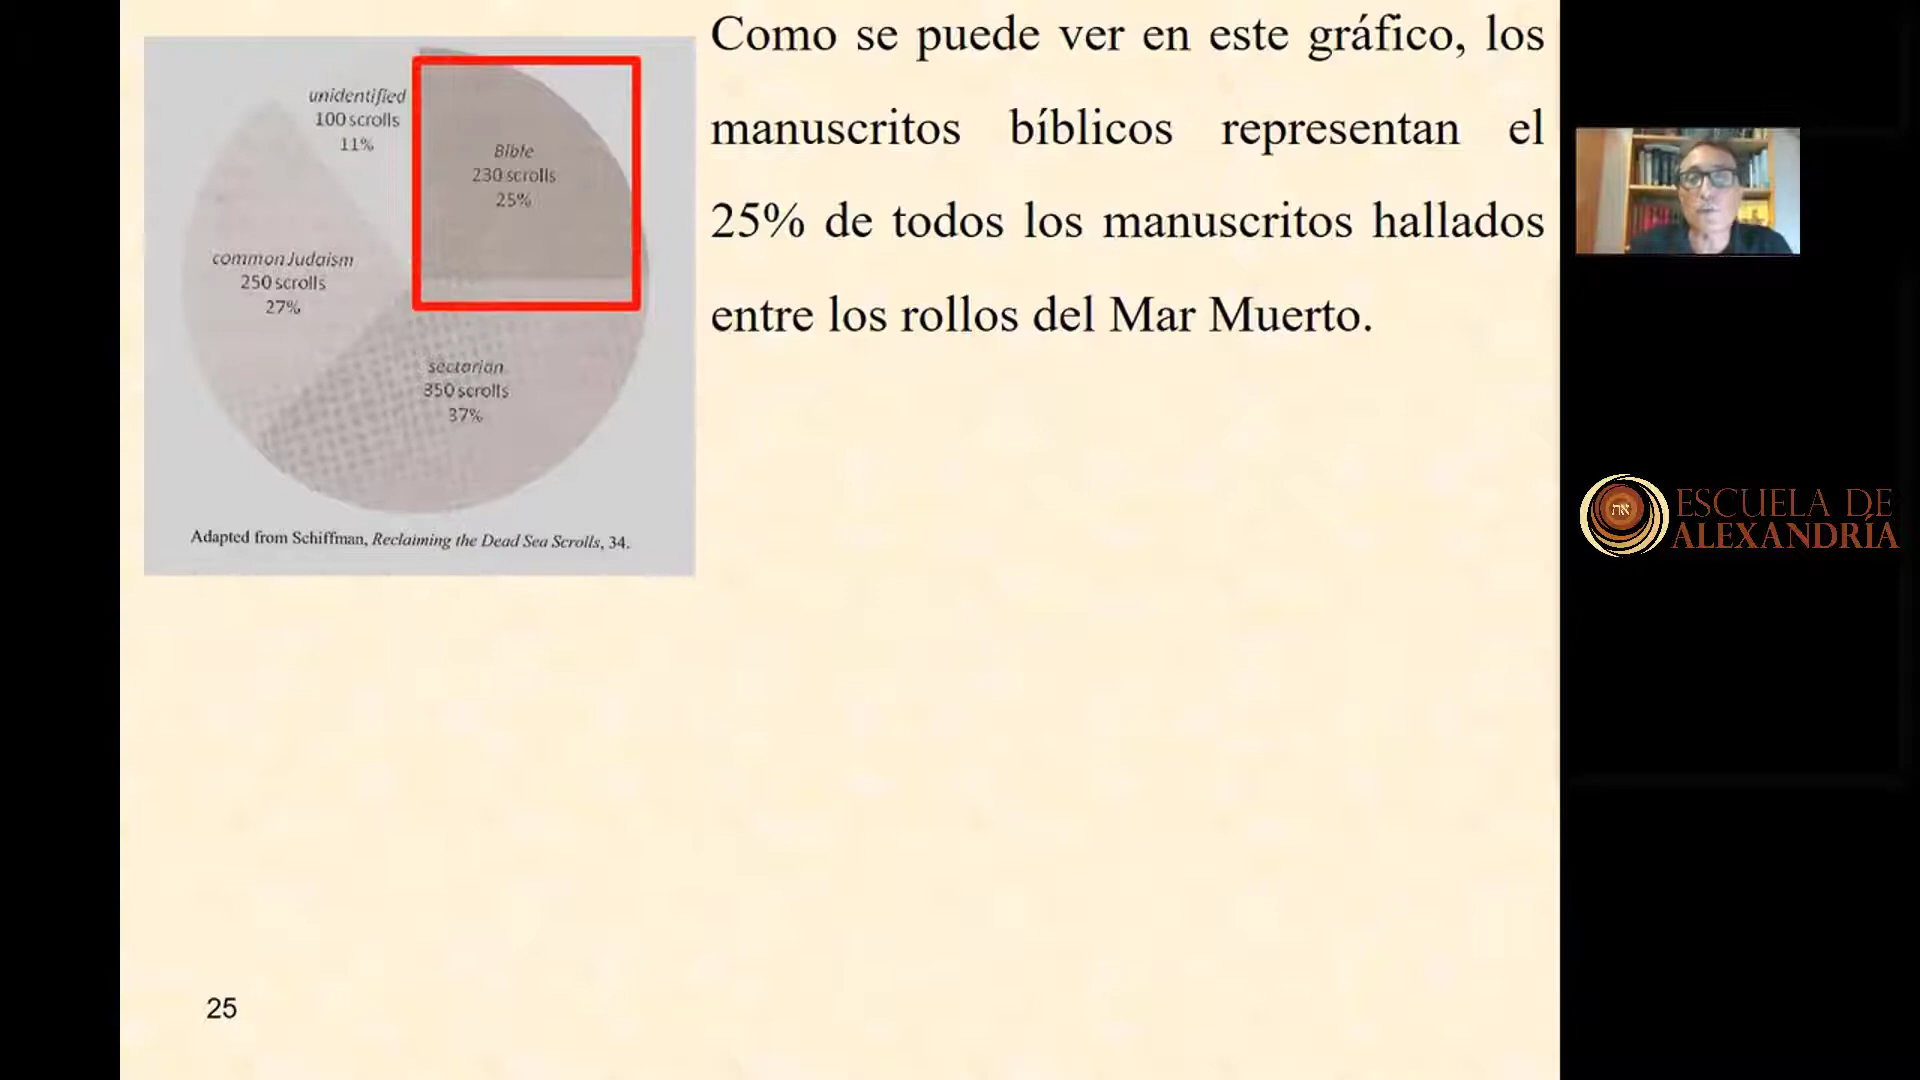 Como se puede ver en este gráfico, los
manuscritos bíblicos representan el
25% de todos los manuscritos hallados
entre los rollos del Mar Muerto.
unidentified
100 scrolls
11%
Bible
230 scrolls
25%
common Judaism
250 scrolls
27%
sectarian
350 scrolls
37%
Adapted from Schiffman, Reclaiming the Dead Sea Scrolls, 34.
25
את
ESCUELA DE
ALEXANDRÍA